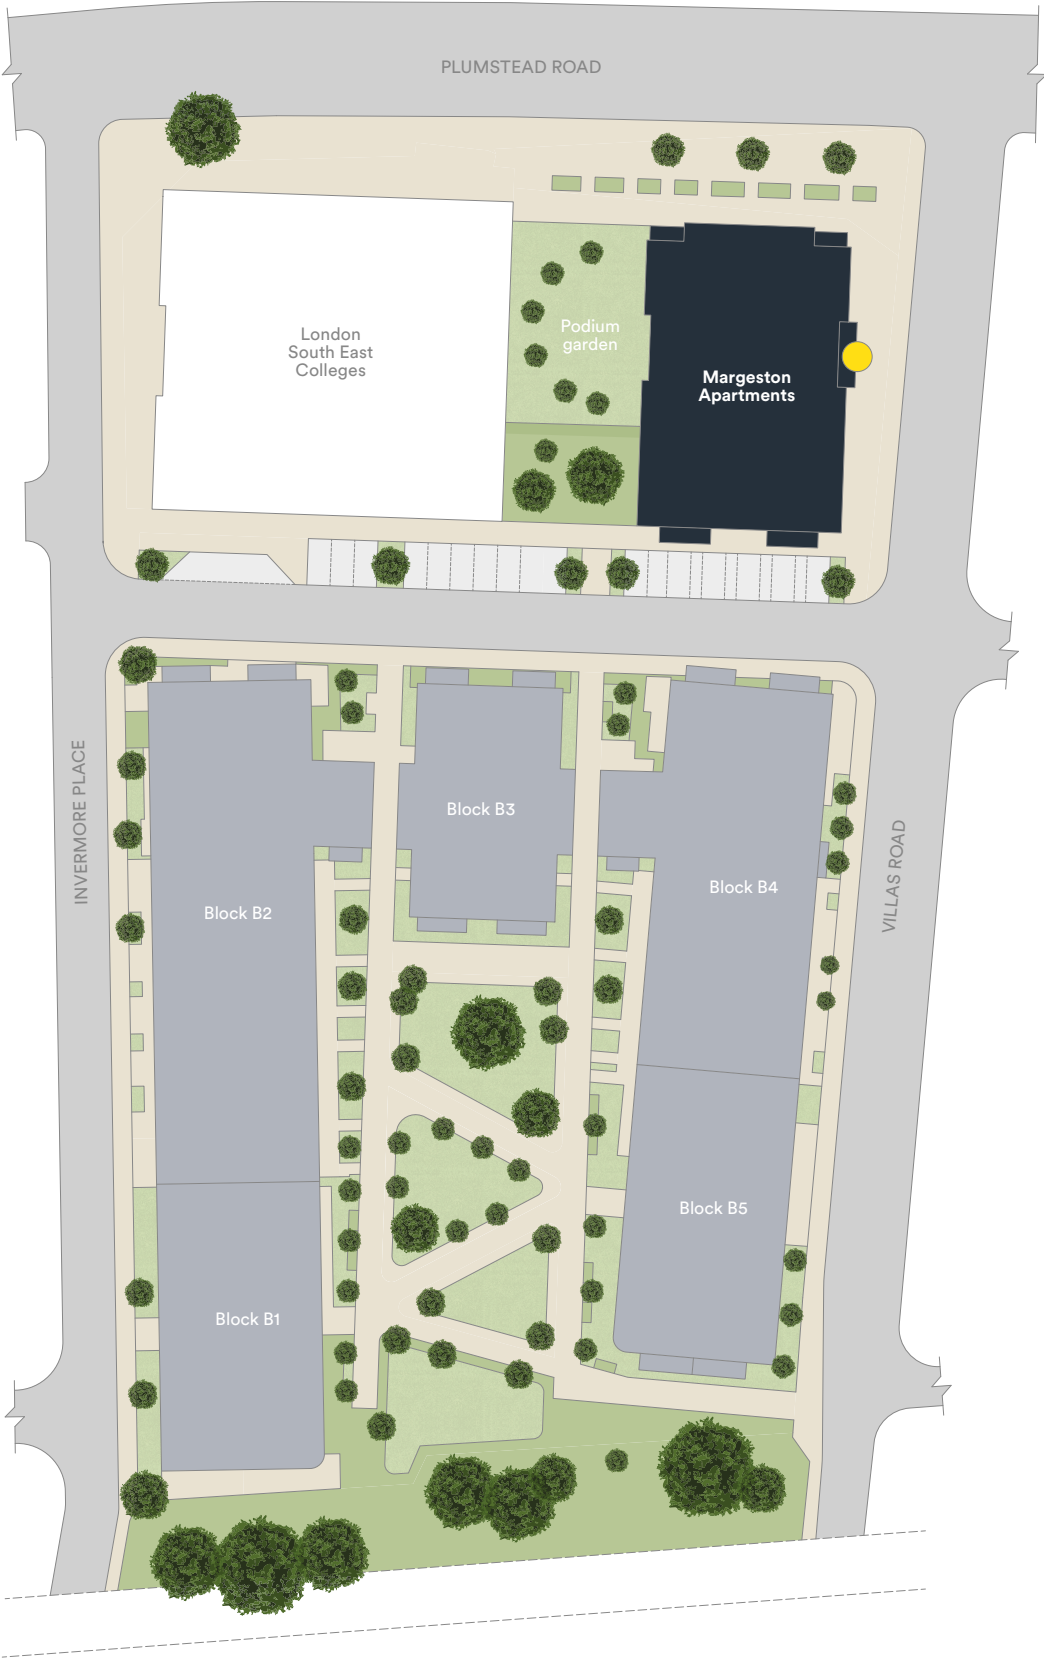 PLUMSTEAD ROAD
London
South East
Colleges
Podium
garden
Margeston
Apartments
INVERMORE PLACE
VILLAS ROAD
Block B3
Block B4
Block B2
Block B5
Block B1